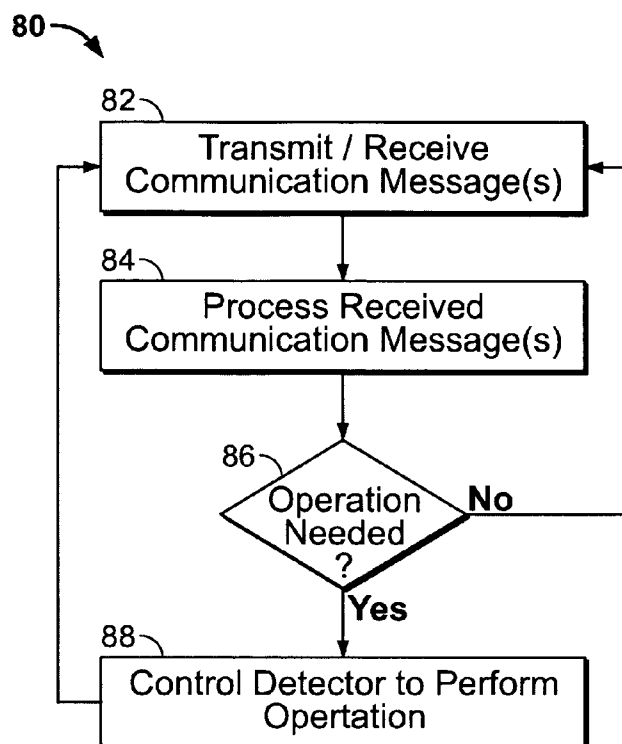 80
82
Transmit / Receive
Communication Message(s)
84
Process Received
Communication Message(s)
86
Operation
Needed
?
No
Yes
88
Control Detector to Perform
Opertation